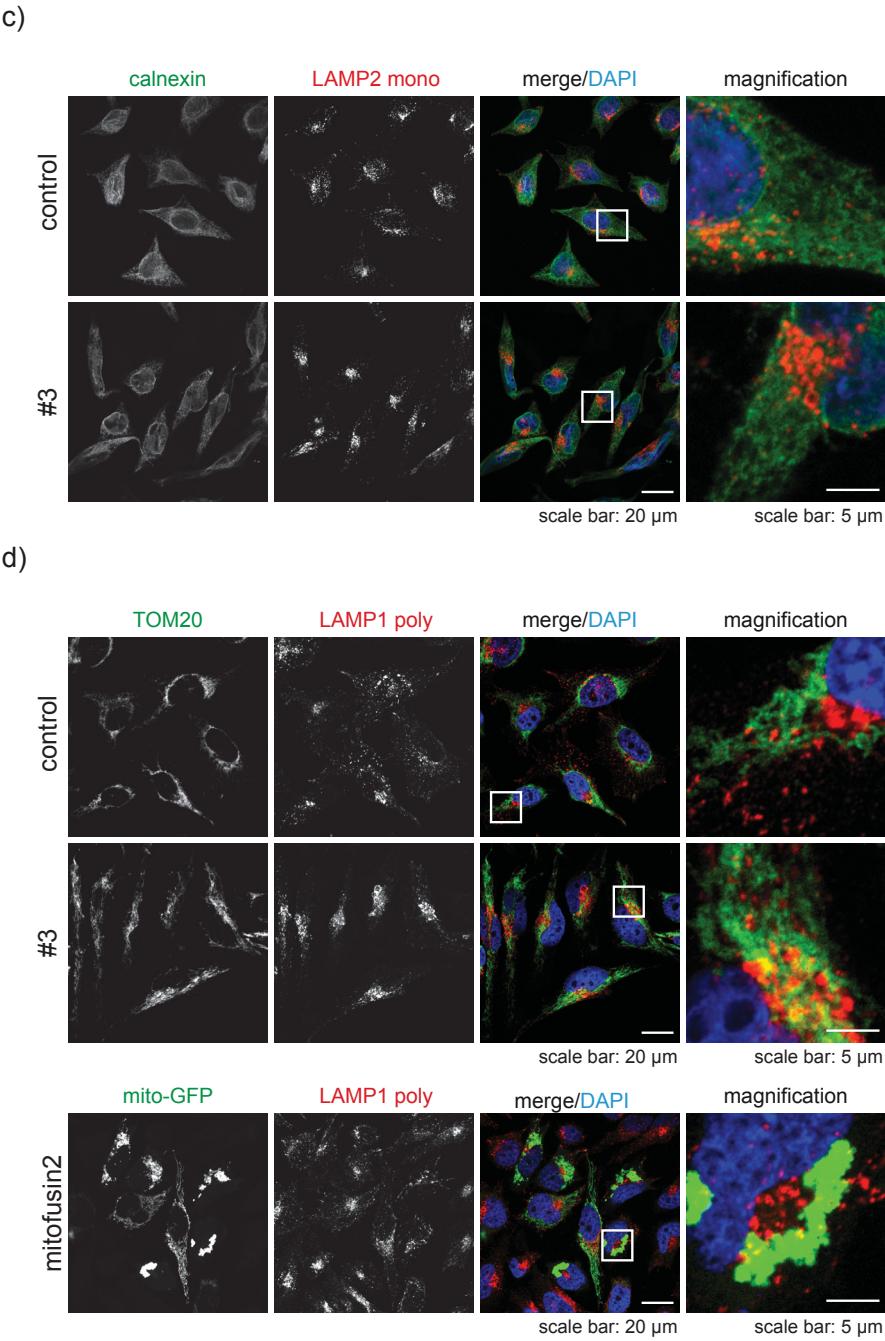 c)
calnexin LAMP2 mono merge/DAPI magnification
control
#3
scale bar: 20 µm scale bar: 5 µm
d)
TOM20 LAMP1 poly merge/DAPI magnification
control
#3
scale bar: 20 µm scale bar: 5 µm
mito-GFP LAMP1 poly merge/DAPI magnification
mitofusin2
scale bar: 20 µm scale bar: 5 µm